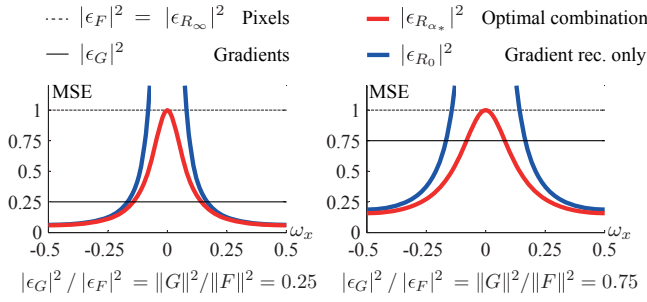 |ϵ_F|² = |ϵ_{R_∞}|² Pixels
|ϵ_{R_{α_*}}|² Optimal combination
|ϵ_G|² Gradients
|ϵ_{R_0}|² Gradient rec. only
MSE
1
0.75
0.5
0.25
0
-0.5 -0.25 0 0.25 0.5
ω_x
|ϵ_G|² / |ϵ_F|² = ‖G‖²/‖F‖² = 0.25
MSE
1
0.75
0.5
0.25
0
-0.5 -0.25 0 0.25 0.5
ω_x
|ϵ_G|² / |ϵ_F|² = ‖G‖²/‖F‖² = 0.75